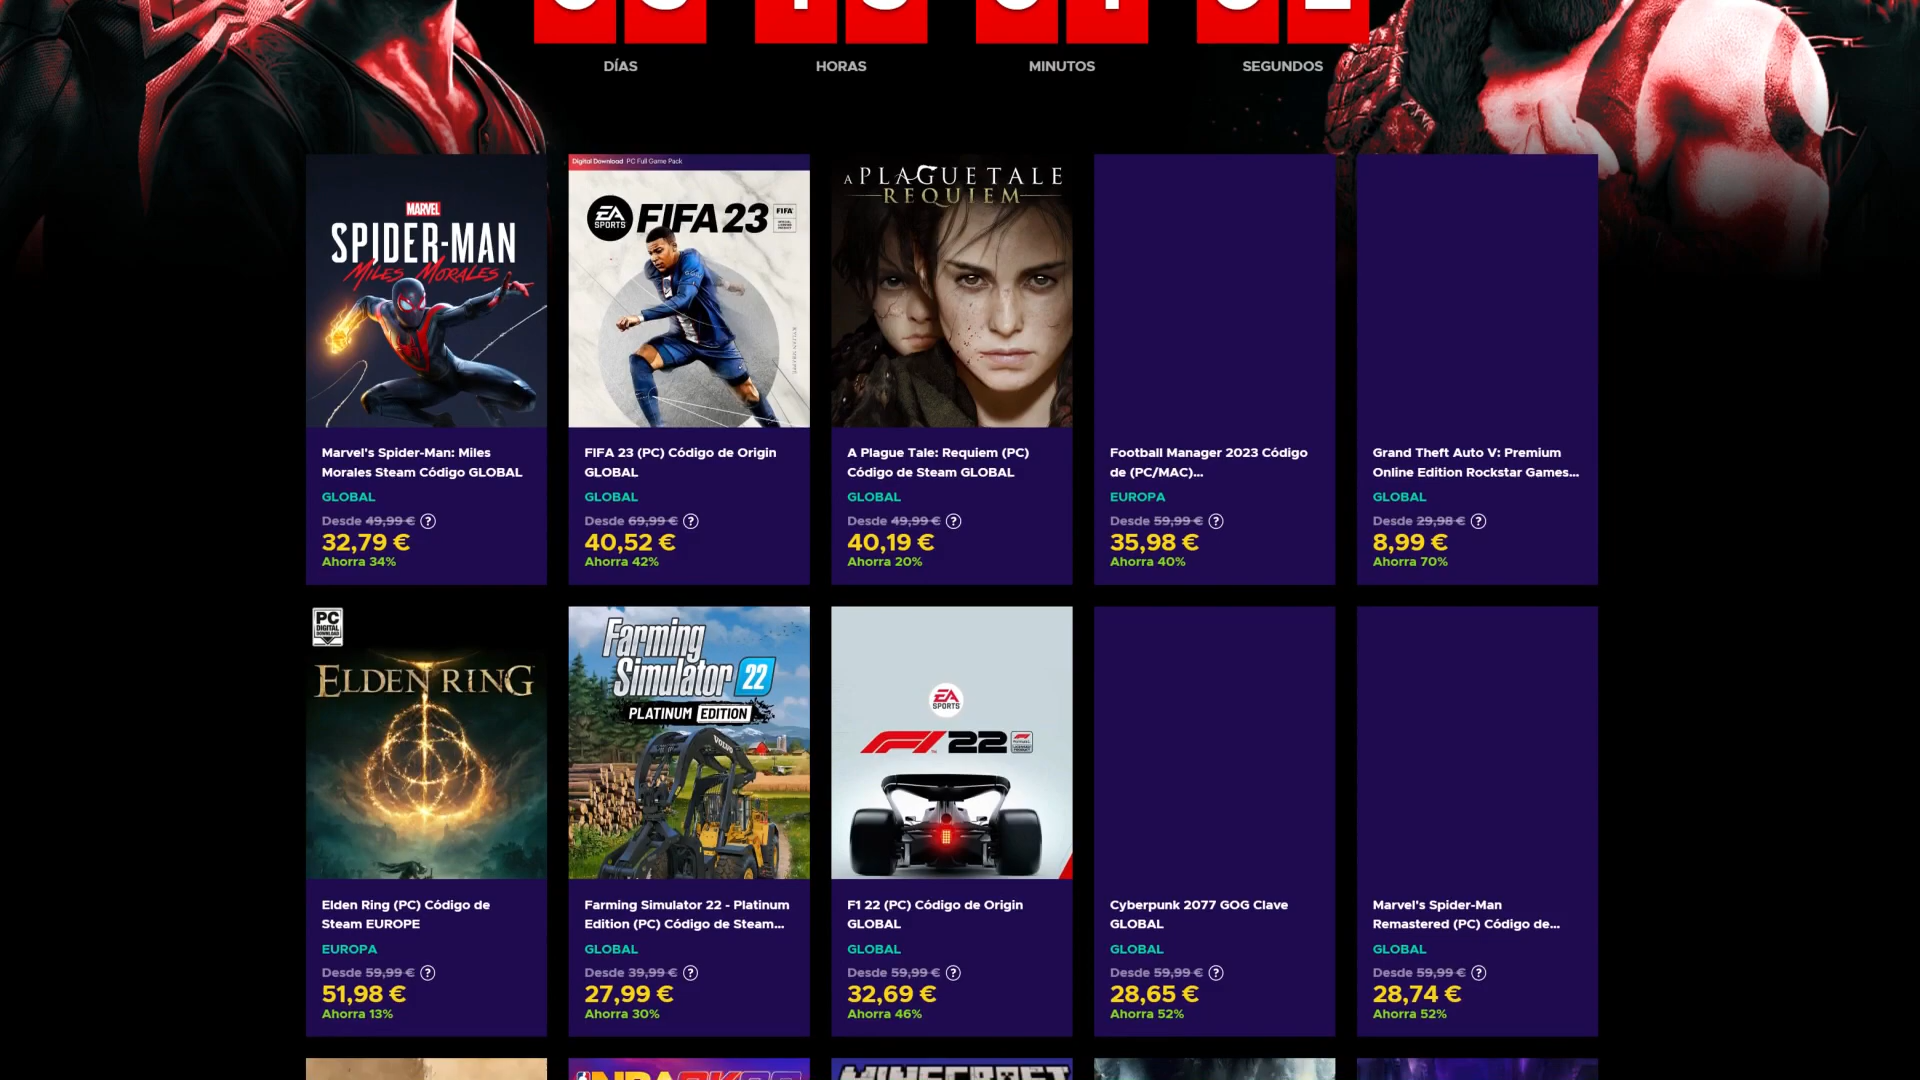 DÍAS
HORAS
MINUTOS
SEGUNDOS
MARVEL
SPIDER-MAN
MILES MORALES
Marvel's Spider-Man: Miles
Morales Steam Código GLOBAL
GLOBAL
Desde 49,99 € ?
32,79 €
Ahorra 34%
Digital Download PC Full Game Pack
EA SPORTS FIFA 23 FIFA
FIFA 23 (PC) Código de Origin
GLOBAL
GLOBAL
Desde 69,99 € ?
40,52 €
Ahorra 42%
A PLAGUE TALE
REQUIEM
A Plague Tale: Requiem (PC)
Código de Steam GLOBAL
GLOBAL
Desde 49,99 € ?
40,19 €
Ahorra 20%
Football Manager 2023 Código
de (PC/MAC)...
EUROPA
Desde 59,99 € ?
35,98 €
Ahorra 40%
Grand Theft Auto V: Premium
Online Edition Rockstar Games...
GLOBAL
Desde 29,98 € ?
8,99 €
Ahorra 70%
PC
DIGITAL
DOWNLOAD
ELDEN RING
Elden Ring (PC) Código de
Steam EUROPE
EUROPA
Desde 59,99 € ?
51,98 €
Ahorra 13%
Farming
Simulator 22
PLATINUM EDITION
VOLVO
Farming Simulator 22 - Platinum
Edition (PC) Código de Steam...
GLOBAL
Desde 39,99 € ?
27,99 €
Ahorra 30%
EA
SPORTS
F1 22
F1 22 (PC) Código de Origin
GLOBAL
GLOBAL
Desde 59,99 € ?
32,69 €
Ahorra 46%
Cyberpunk 2077 GOG Clave
GLOBAL
GLOBAL
Desde 59,99 € ?
28,65 €
Ahorra 52%
Marvel's Spider-Man
Remastered (PC) Código de...
GLOBAL
Desde 59,99 € ?
28,74 €
Ahorra 52%
MINECRAFT